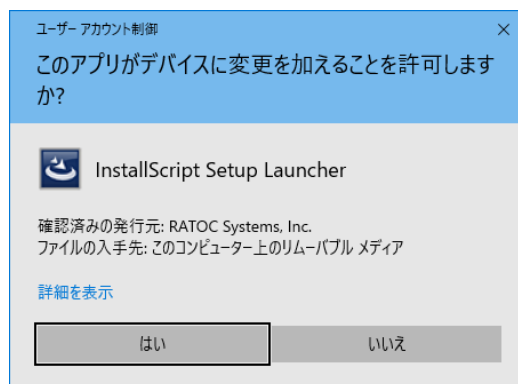 ユーザー アカウント制御
このアプリがデバイスに変更を加えることを許可します
か?
InstallScript Setup Launcher
確認済みの発行元: RATOC Systems, Inc.
ファイルの入手先: このコンピューター上のリムーバブル メディア
詳細を表示
はい
いいえ